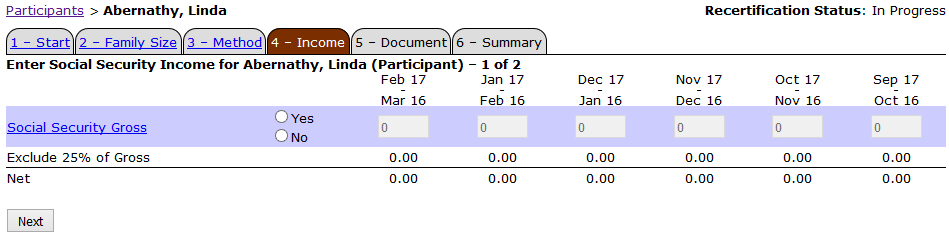 Participants > Abernathy, Linda Recertification Status: In Progress
1 – Start 2 – Family Size 3 – Method 4 – Income 5 – Document 6 – Summary
Enter Social Security Income for Abernathy, Linda (Participant) – 1 of 2
Feb 17 Jan 17 Dec 17 Nov 17 Oct 17 Sep 17
- - - - - -
Mar 16 Feb 16 Jan 16 Dec 16 Nov 16 Oct 16
Social Security Gross Yes No 0 0 0 0 0 0
Exclude 25% of Gross 0.00 0.00 0.00 0.00 0.00 0.00
Net 0.00 0.00 0.00 0.00 0.00 0.00
Next